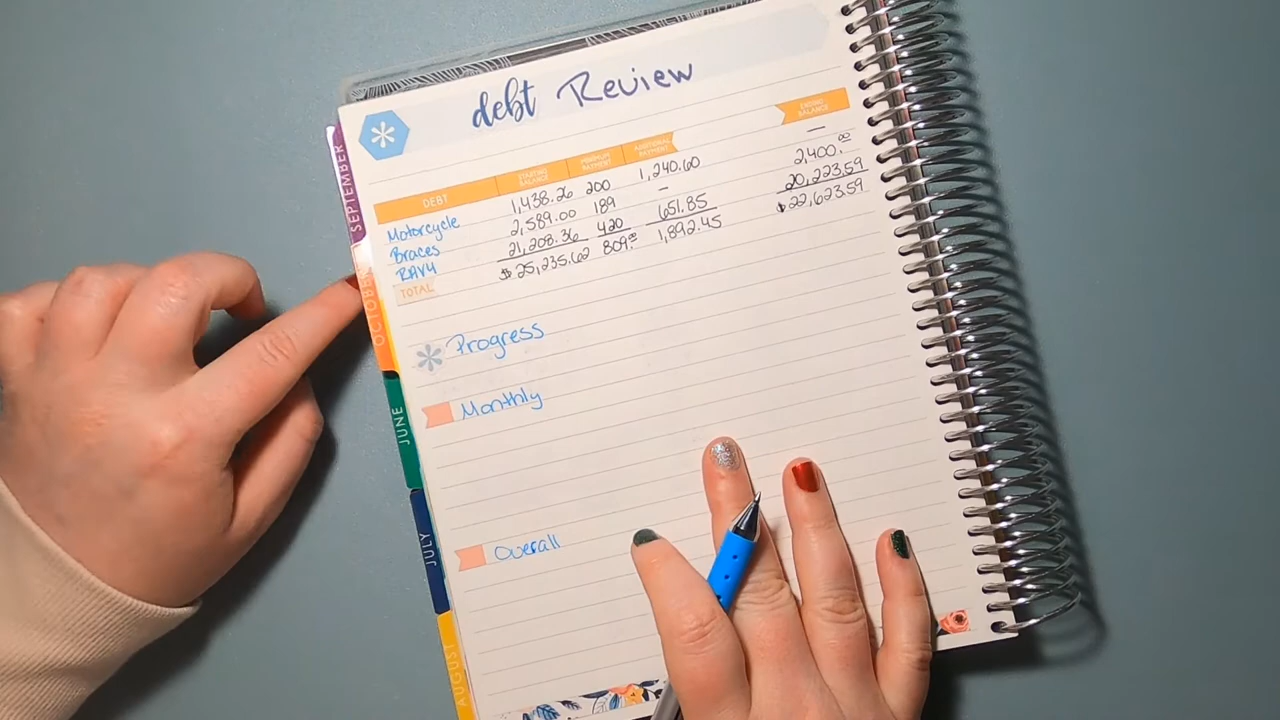 debt Review
DEBT STARTING BALANCE MINIMUM PAYMENT ADDITIONAL PAYMENT ENDING BALANCE
Motorcycle 1,438.26 200 1,240.60 —
Braces 2,589.00 189 — 2,400.00
RAV4 21,208.36 420 651.85 20,223.59
TOTAL $25,235.62 809.00 1,892.45 $22,623.59
Progress
Monthly
Overall
SEPTEMBER
OCTOBER
JUNE
JULY
AUGUST